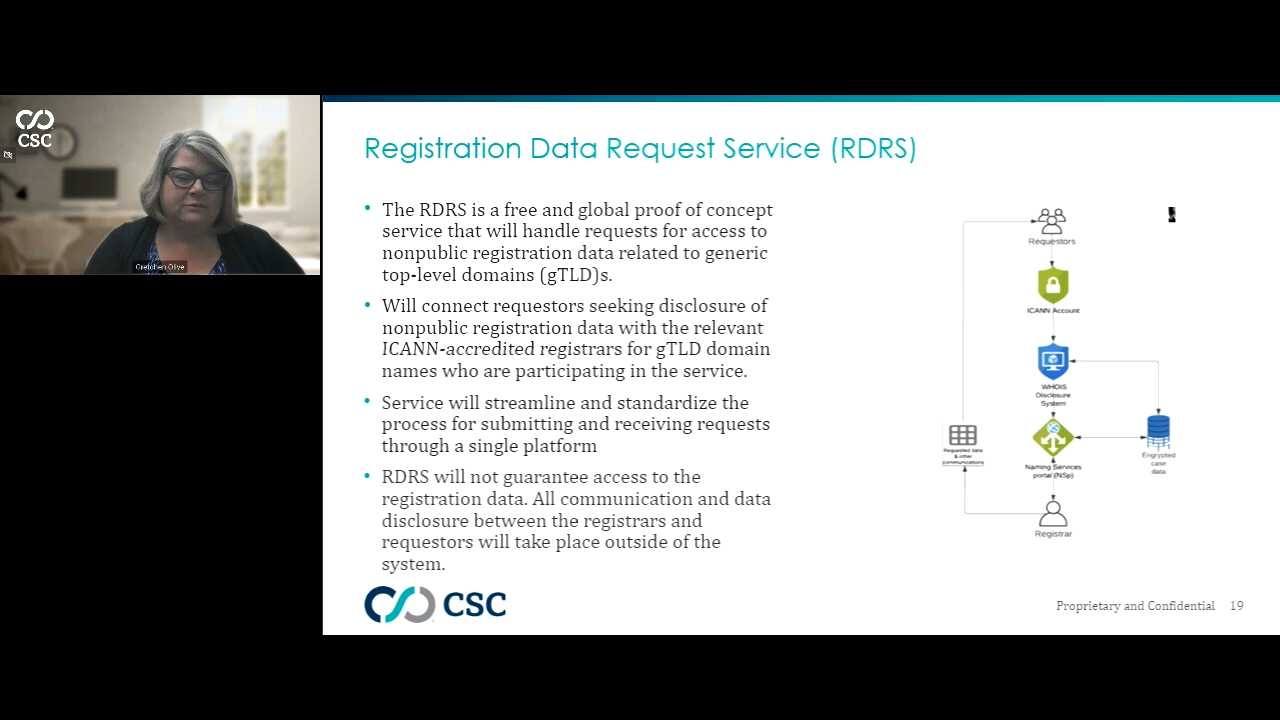 CSC
Gretchen Olive
Registration Data Request Service (RDRS)
• The RDRS is a free and global proof of concept
service that will handle requests for access to
nonpublic registration data related to generic
top-level domains (gTLD)s.
• Will connect requestors seeking disclosure of
nonpublic registration data with the relevant
ICANN-accredited registrars for gTLD domain
names who are participating in the service.
• Service will streamline and standardize the
process for submitting and receiving requests
through a single platform
• RDRS will not guarantee access to the
registration data. All communication and data
disclosure between the registrars and
requestors will take place outside of the
system.
Requestors
ICANN Account
WHOIS
Disclosure
System
Naming Services
portal (NSp)
Encrypted
case
data
Requested data
& other
communications
Registrar
CSC
Proprietary and Confidential 19